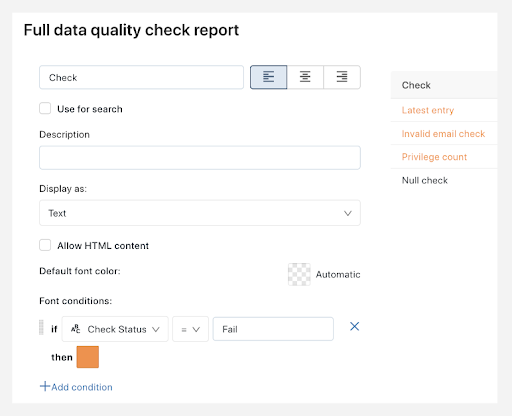 Full data quality check report
Check
Use for search
Description
Display as:
Text
Allow HTML content
Default font color:
Automatic
Font conditions:
if
ABC
Check Status
=
Fail
then
Add condition
Check
Latest entry
Invalid email check
Privilege count
Null check